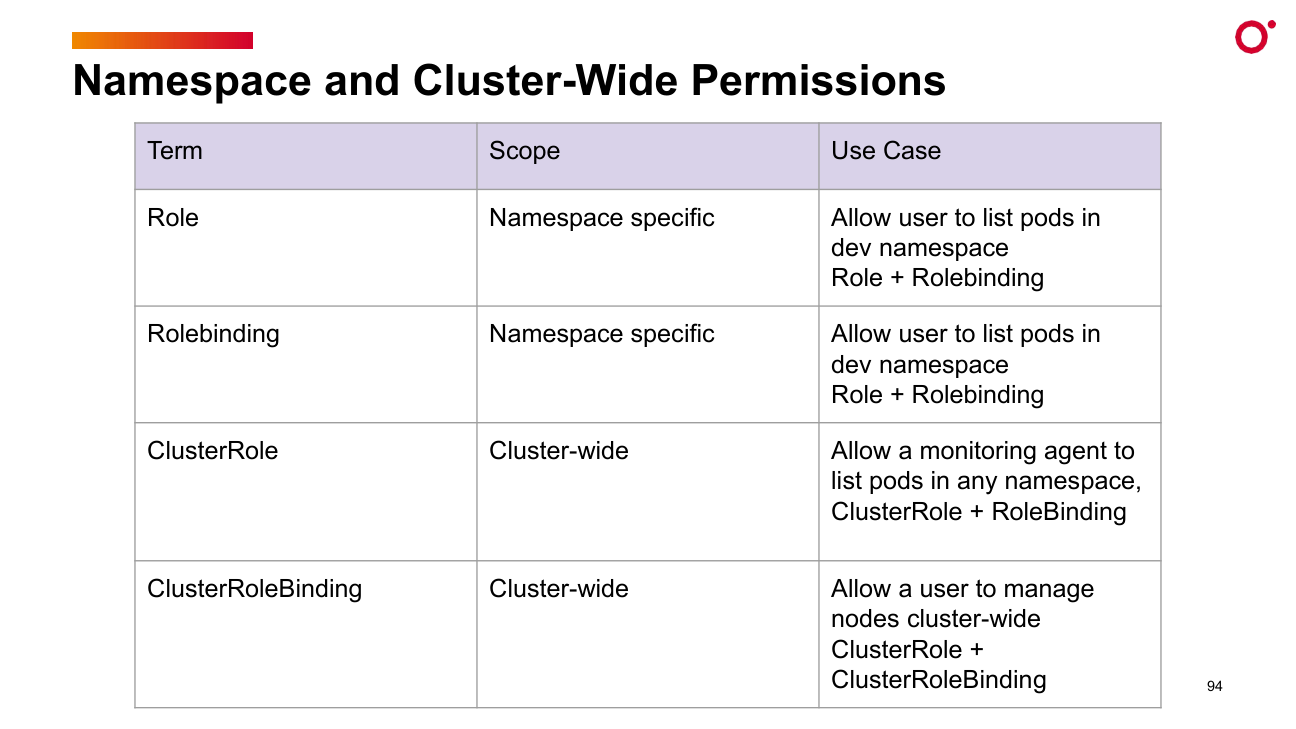 Namespace and Cluster-Wide Permissions
Term
Scope
Use Case
Role
Namespace specific
Allow user to list pods in
dev namespace
Role + Rolebinding
Rolebinding
Namespace specific
Allow user to list pods in
dev namespace
Role + Rolebinding
ClusterRole
Cluster-wide
Allow a monitoring agent to
list pods in any namespace,
ClusterRole + RoleBinding
ClusterRoleBinding
Cluster-wide
Allow a user to manage
nodes cluster-wide
ClusterRole +
ClusterRoleBinding
94